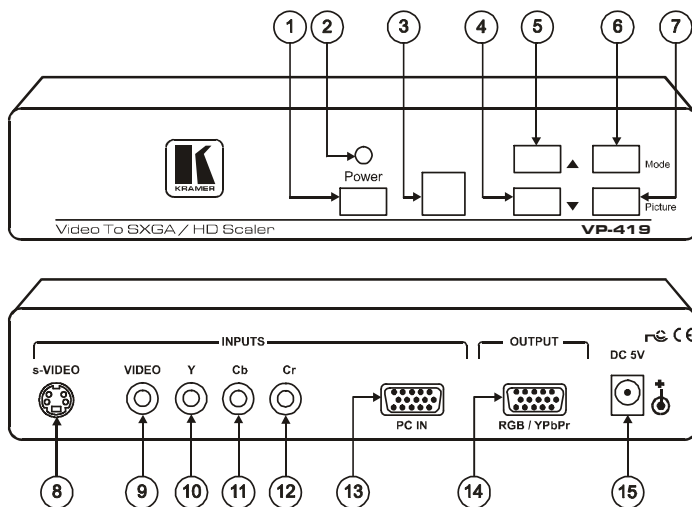 1 2 3 4 5 6 7
K
KRAMER
Power
▲
Mode
▼
Picture
Video To SXGA / HD Scaler
VP-419
INPUTS
OUTPUT
CE
s-VIDEO
VIDEO
Y
Cb
Cr
DC 5V
+
PC IN
RGB / YPbPr
8 9 10 11 12 13 14 15